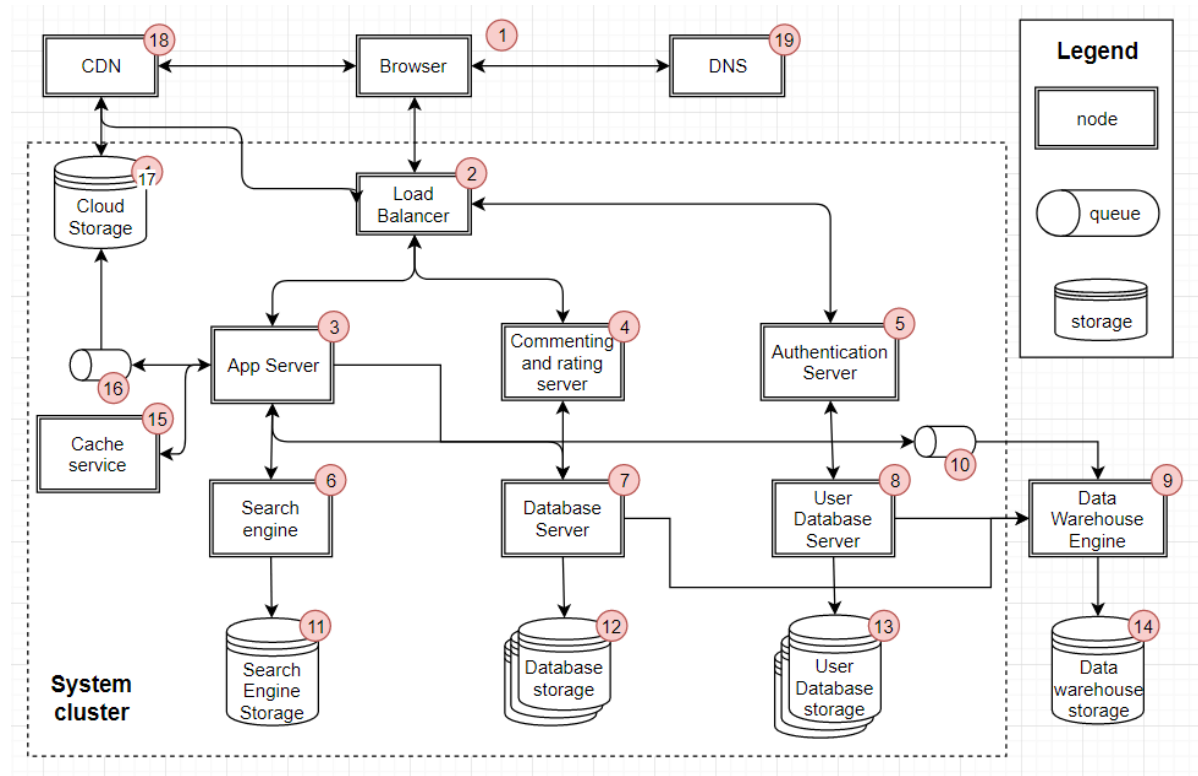 18
1
19
CDN
Browser
DNS
Legend
node
17
2
Cloud
Storage
Load
Balancer
queue
storage
3
4
5
App Server
Commenting
and rating
server
Authentication
Server
16
15
Cache
service
10
6
7
8
9
Search
engine
Database
Server
User
Database
Server
Data
Warehouse
Engine
11
12
13
14
Search
Engine
Storage
Database
storage
User
Database
storage
Data
warehouse
storage
System
cluster